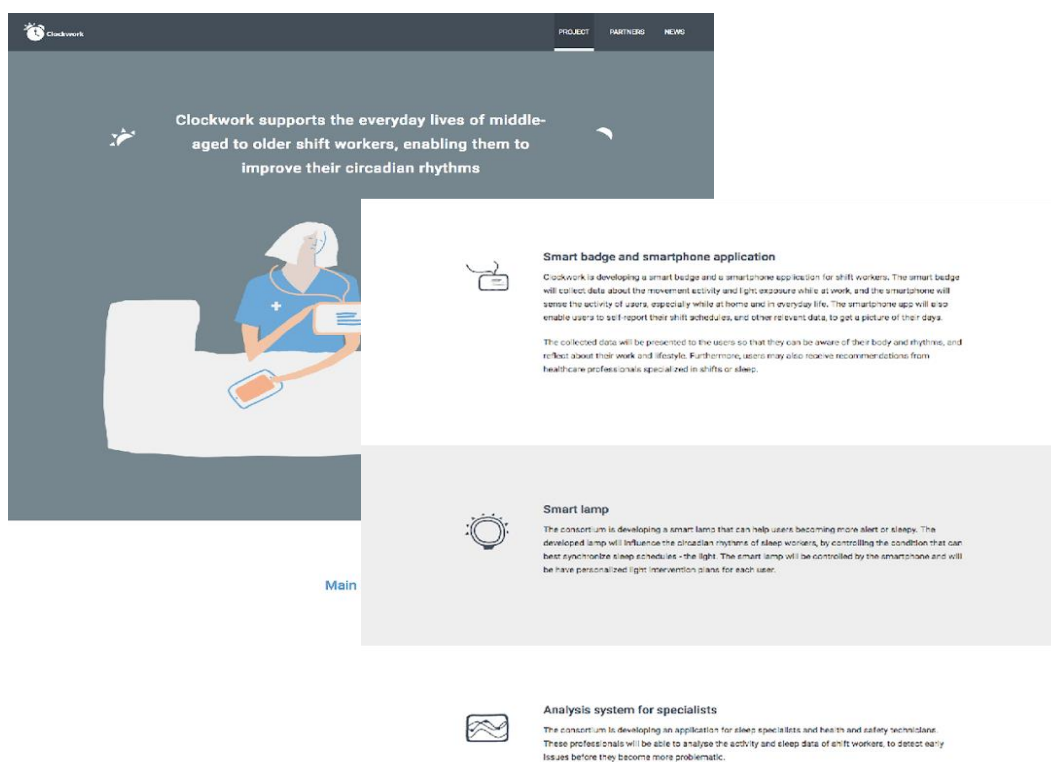 Clockwork
PROJECT PARTNERS NEWS
Clockwork supports the everyday lives of middle-
aged to older shift workers, enabling them to
improve their circadian rhythms
Main
Smart badge and smartphone application
Clockwork is developing a smart badge and a smartphone application for shift workers. The smart badge
will collect data about the movement activity and light exposure while at work, and the smartphone will
sense the activity of users, especially while at home and in everyday life. The smartphone app will also
enable users to self-report their shift schedules, and other relevant data, to get a picture of their days.
The collected data will be presented to the users so that they can be aware of their body and rhythms, and
reflect about their work and lifestyle. Furthermore, users may also receive recommendations from
healthcare professionals specialized in shifts or sleep.
Smart lamp
The consortium is developing a smart lamp that can help users becoming more alert or sleepy. The
developed lamp will influence the circadian rhythms of sleep workers, by controlling the condition that can
best synchronize sleep schedules - the light. The smart lamp will be controlled by the smartphone and will
be have personalized light intervention plans for each user.
Analysis system for specialists
The consortium is developing an application for sleep specialists and health and safety technicians.
These professionals will be able to analyse the activity and sleep data of shift workers, to detect early
issues before they become more problematic.